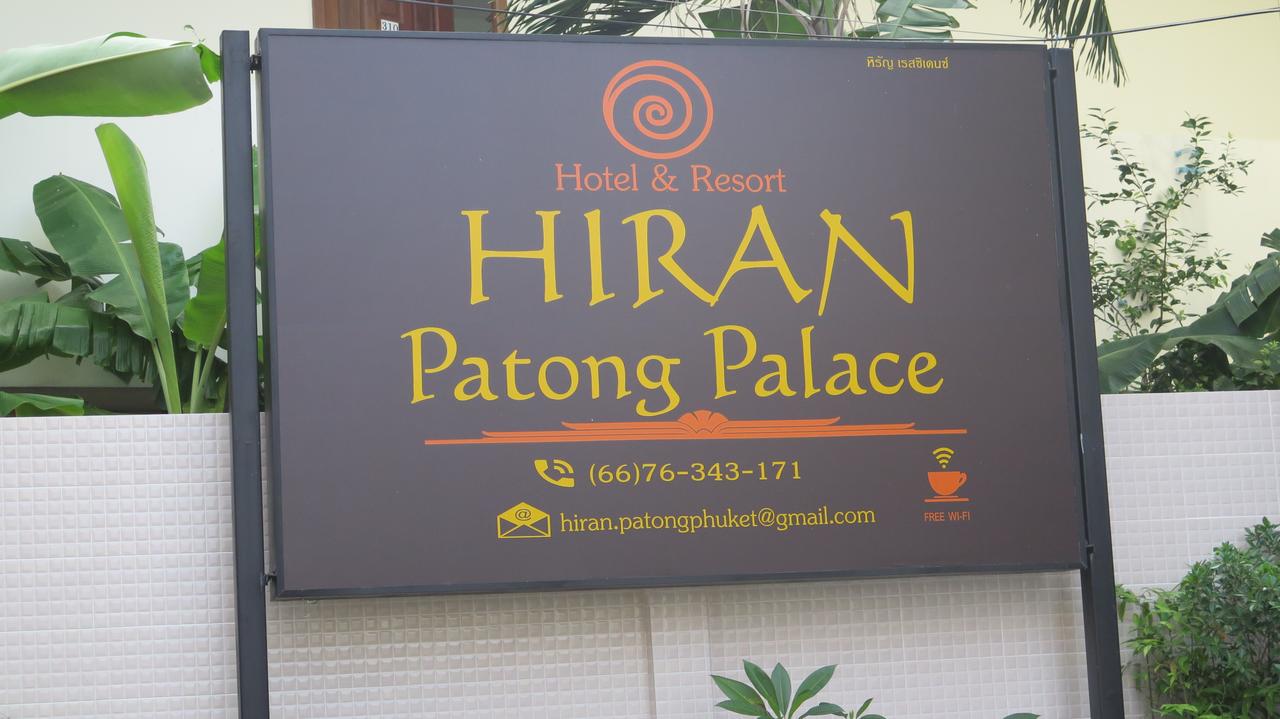 310
หิรัญ เรสซิเดนซ์
Hotel & Resort
HIRAN
Patong Palace
(66)76-343-171
@ hiran.patongphuket@gmail.com
FREE WI-FI